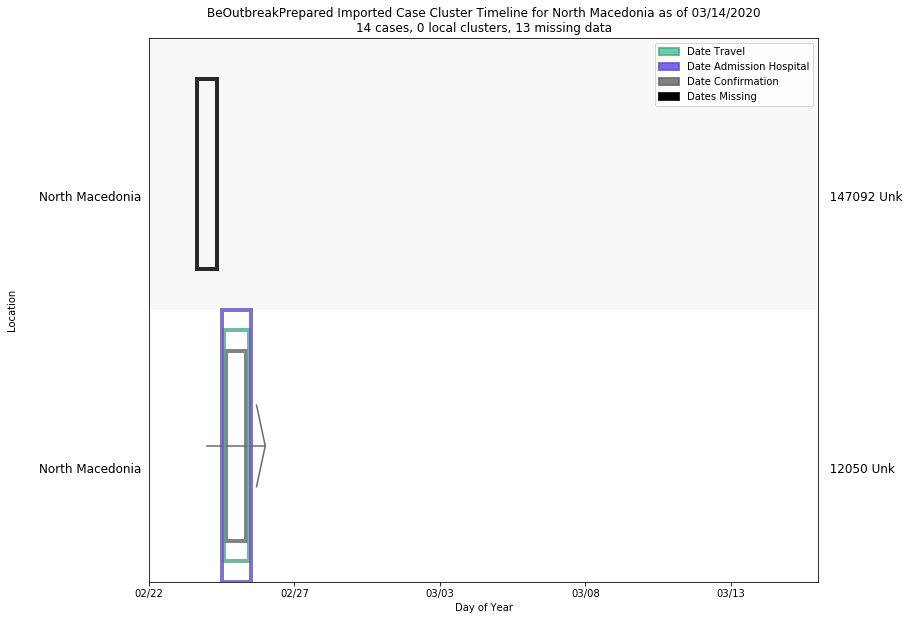 BeOutbreakPrepared Imported Case Cluster Timeline for North Macedonia as of 03/14/2020
14 cases, 0 local clusters, 13 missing data
Date Travel
Date Admission Hospital
Date Confirmation
Dates Missing
North Macedonia
147092 Unk
Location
North Macedonia
12050 Unk
02/22
02/27
03/03
03/08
03/13
Day of Year